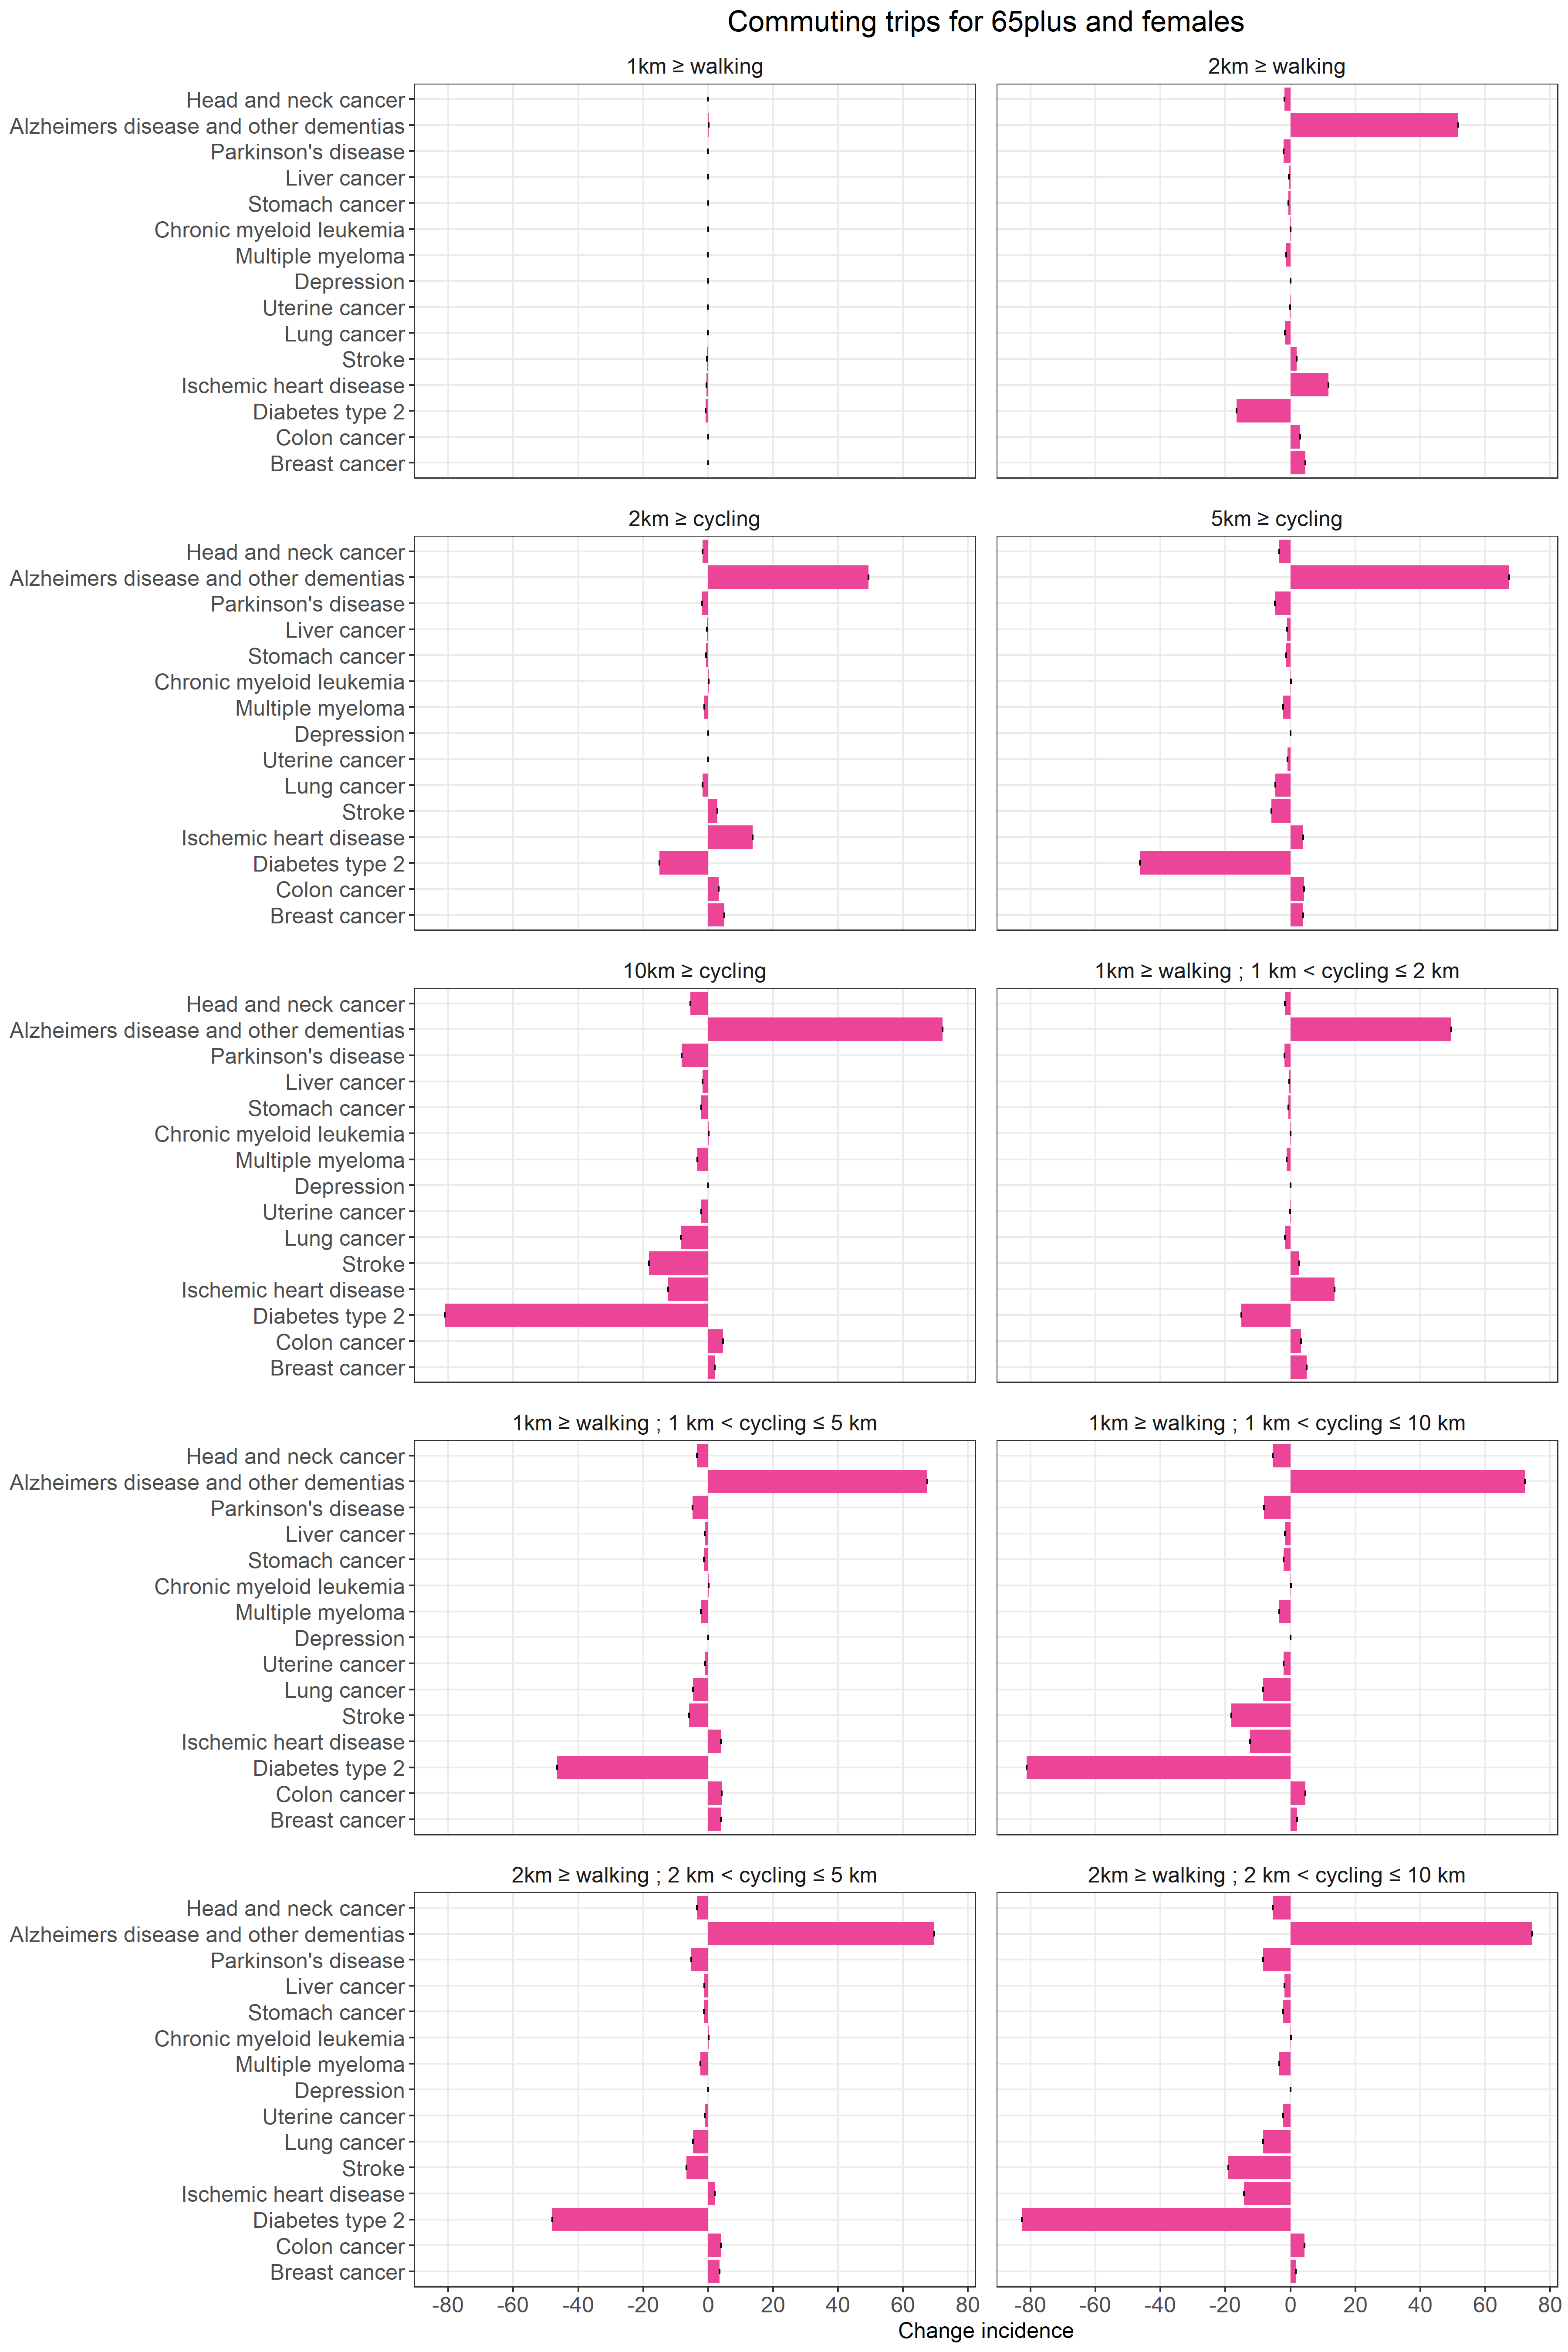 Commuting trips for 65plus and females
1km ≥ walking
2km ≥ walking
Head and neck cancer
Alzheimers disease and other dementias
Parkinson's disease
Liver cancer
Stomach cancer
Chronic myeloid leukemia
Multiple myeloma
Depression
Uterine cancer
Lung cancer
Stroke
Ischemic heart disease
Diabetes type 2
Colon cancer
Breast cancer
2km ≥ cycling
5km ≥ cycling
Head and neck cancer
Alzheimers disease and other dementias
Parkinson's disease
Liver cancer
Stomach cancer
Chronic myeloid leukemia
Multiple myeloma
Depression
Uterine cancer
Lung cancer
Stroke
Ischemic heart disease
Diabetes type 2
Colon cancer
Breast cancer
10km ≥ cycling
1km ≥ walking ; 1 km < cycling ≤ 2 km
Head and neck cancer
Alzheimers disease and other dementias
Parkinson's disease
Liver cancer
Stomach cancer
Chronic myeloid leukemia
Multiple myeloma
Depression
Uterine cancer
Lung cancer
Stroke
Ischemic heart disease
Diabetes type 2
Colon cancer
Breast cancer
1km ≥ walking ; 1 km < cycling ≤ 5 km
1km ≥ walking ; 1 km < cycling ≤ 10 km
Head and neck cancer
Alzheimers disease and other dementias
Parkinson's disease
Liver cancer
Stomach cancer
Chronic myeloid leukemia
Multiple myeloma
Depression
Uterine cancer
Lung cancer
Stroke
Ischemic heart disease
Diabetes type 2
Colon cancer
Breast cancer
2km ≥ walking ; 2 km < cycling ≤ 5 km
2km ≥ walking ; 2 km < cycling ≤ 10 km
Head and neck cancer
Alzheimers disease and other dementias
Parkinson's disease
Liver cancer
Stomach cancer
Chronic myeloid leukemia
Multiple myeloma
Depression
Uterine cancer
Lung cancer
Stroke
Ischemic heart disease
Diabetes type 2
Colon cancer
Breast cancer
-80 -60 -40 -20 0 20 40 60 80
-80 -60 -40 -20 0 20 40 60 80
Change incidence